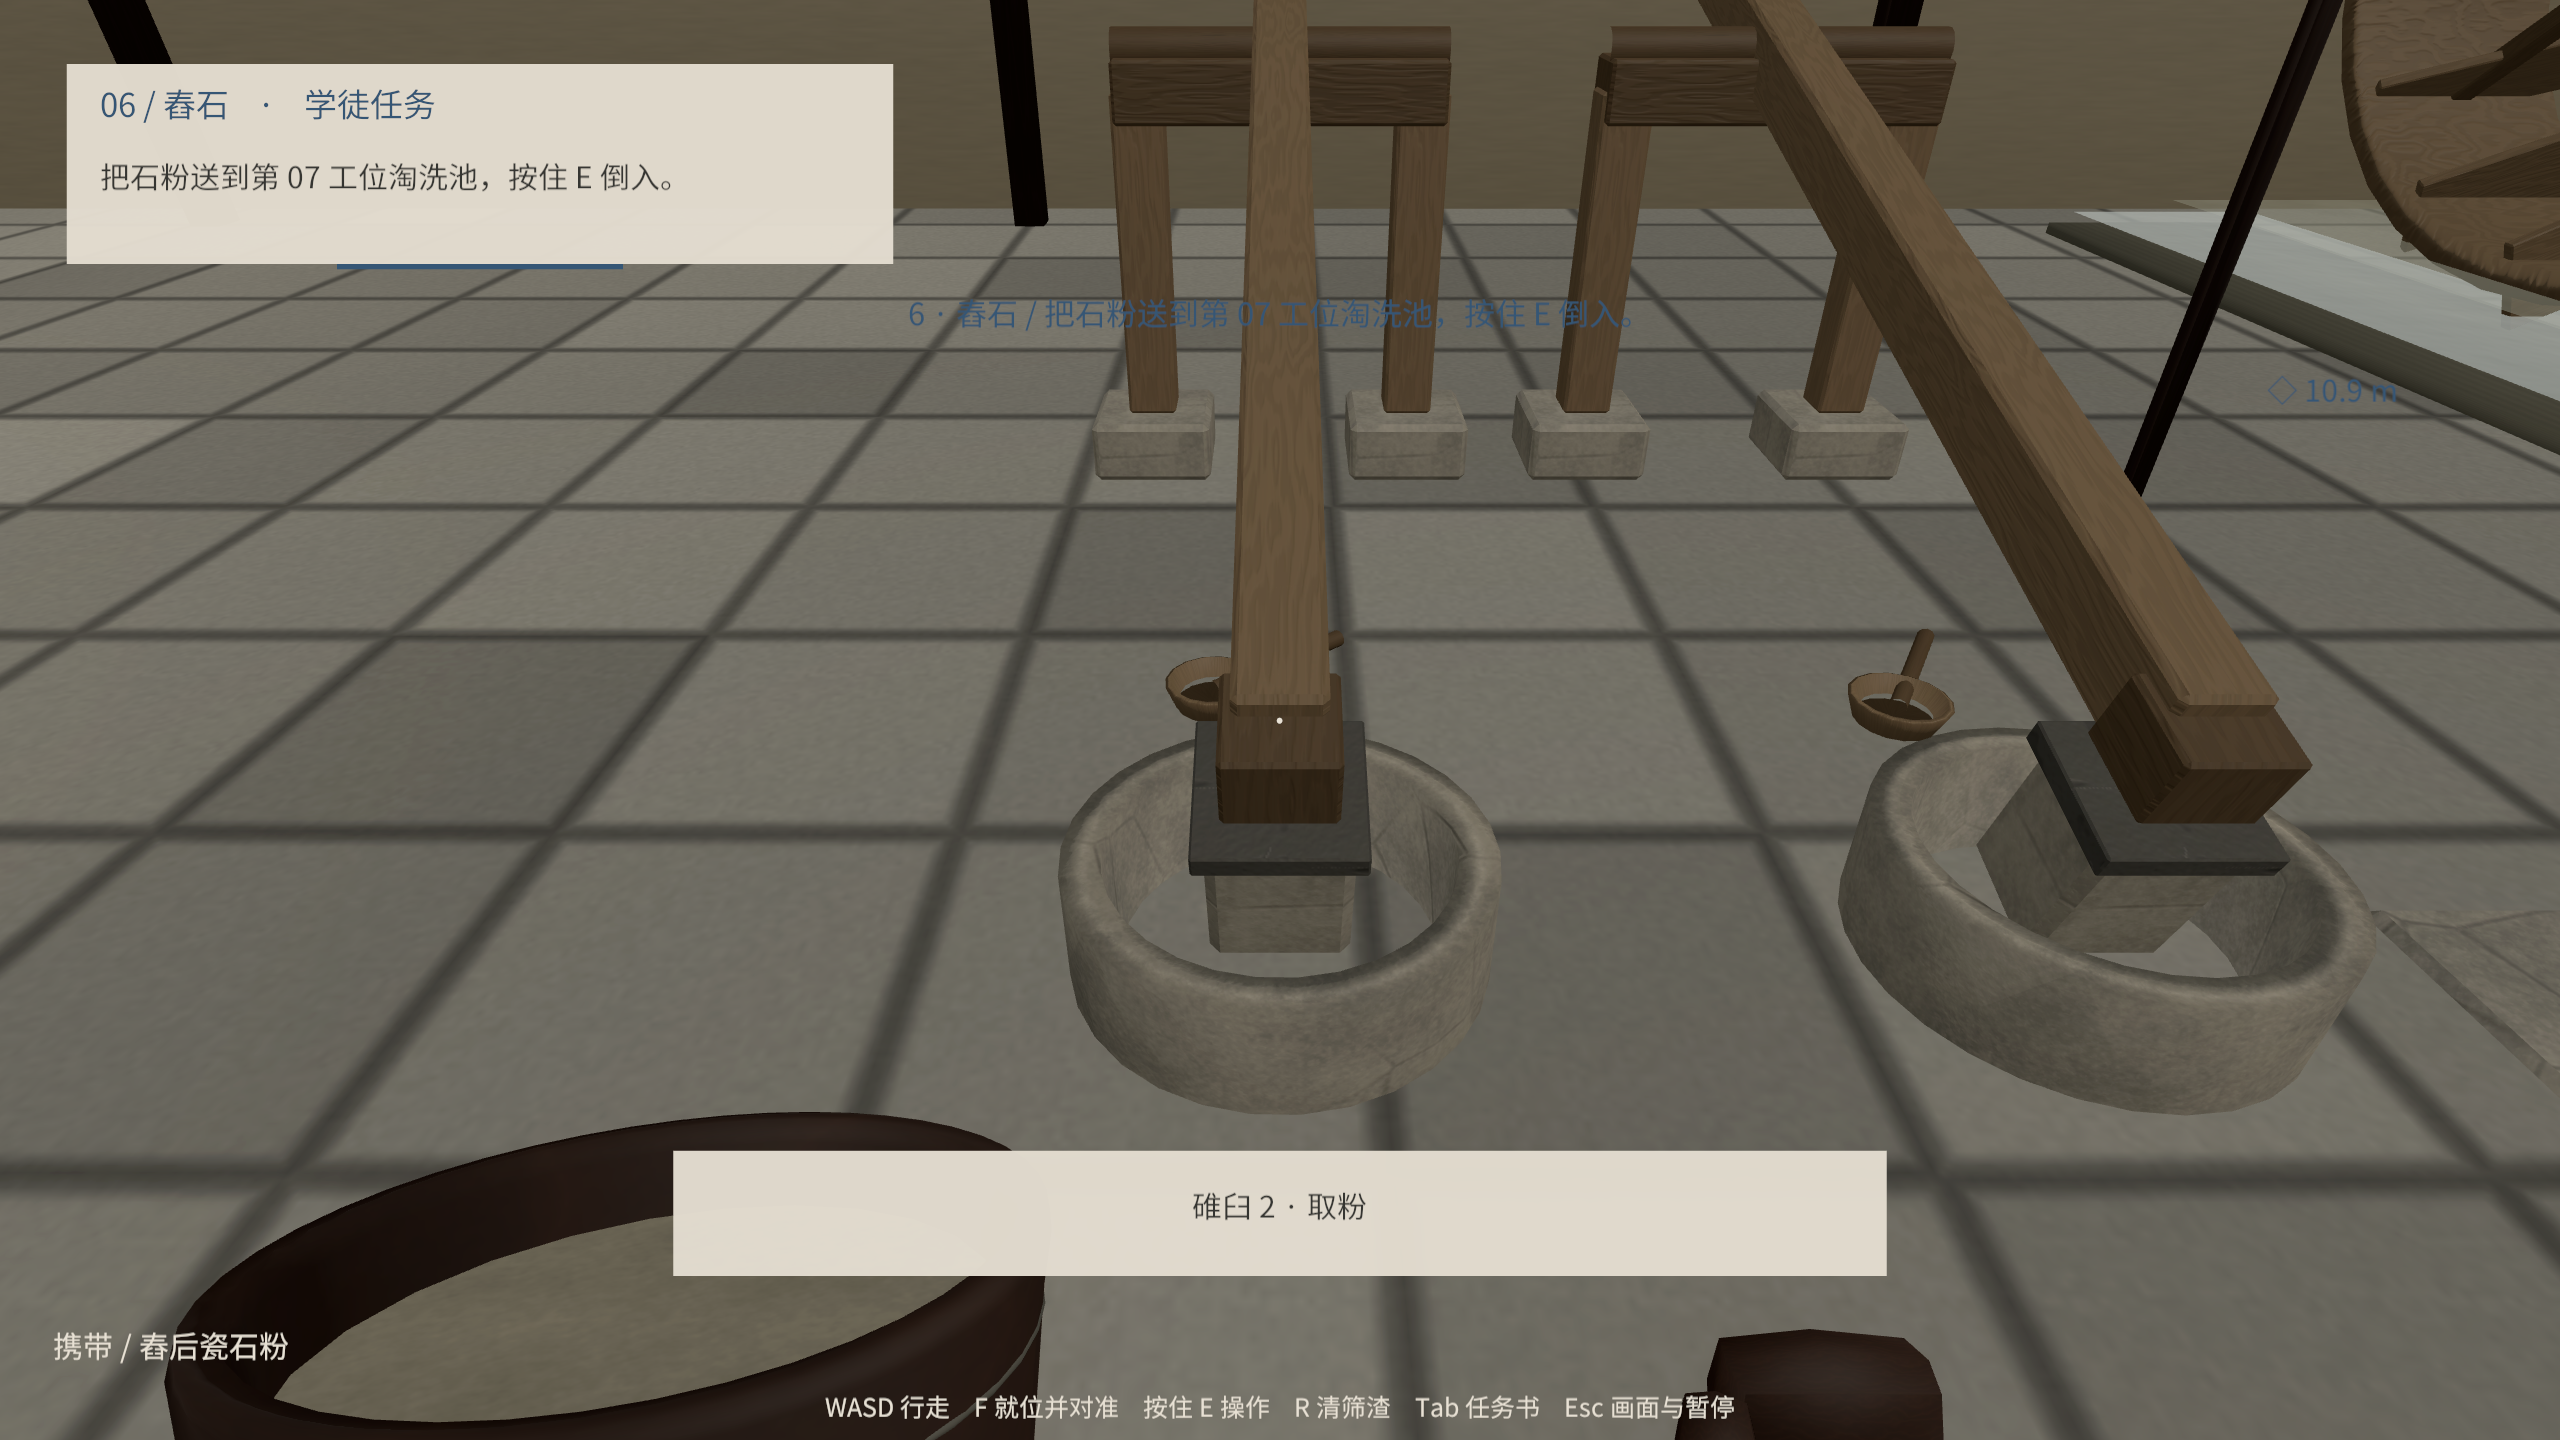 06 / 舂石 · 学徒任务
把石粉送到第 07 工位淘洗池，按住 E 倒入。
6 · 舂石 / 把石粉送到第 07 工位淘洗池，按住 E 倒入。
◇ 10.9 m
碓臼 2 · 取粉
携带 / 舂后瓷石粉
WASD 行走 F 就位并对准 按住 E 操作 R 清筛渣 Tab 任务书 Esc 画面与暂停